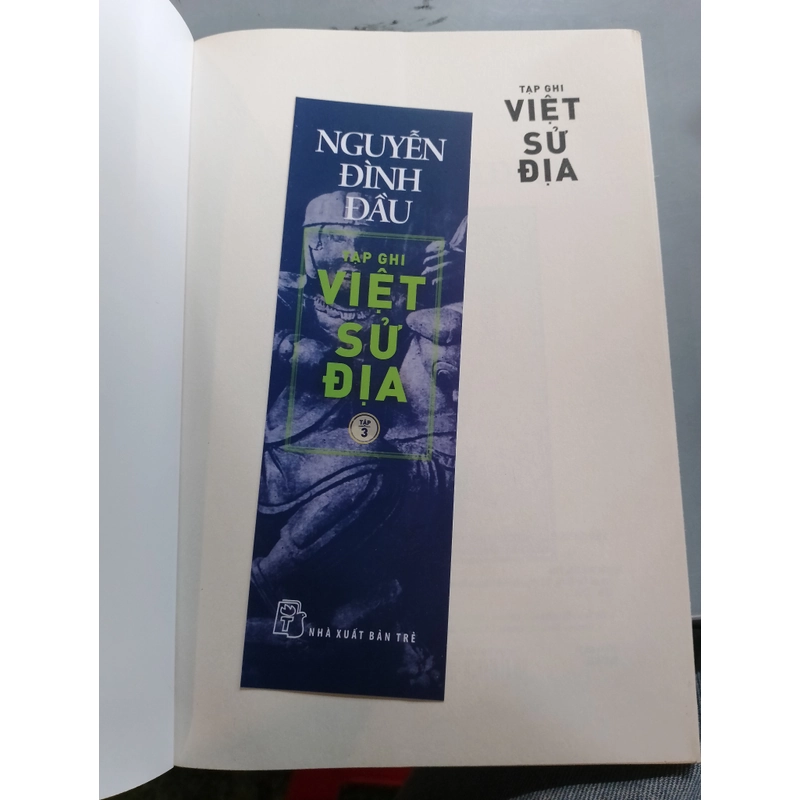 NGUYỄN
ĐÌNH
ĐẦU
TẠP GHI
VIỆT
SỬ
ĐỊA
TẬP
3
T
NHÀ XUẤT BẢN TRẺ
TẠP GHI
VIỆT
SỬ
ĐỊA